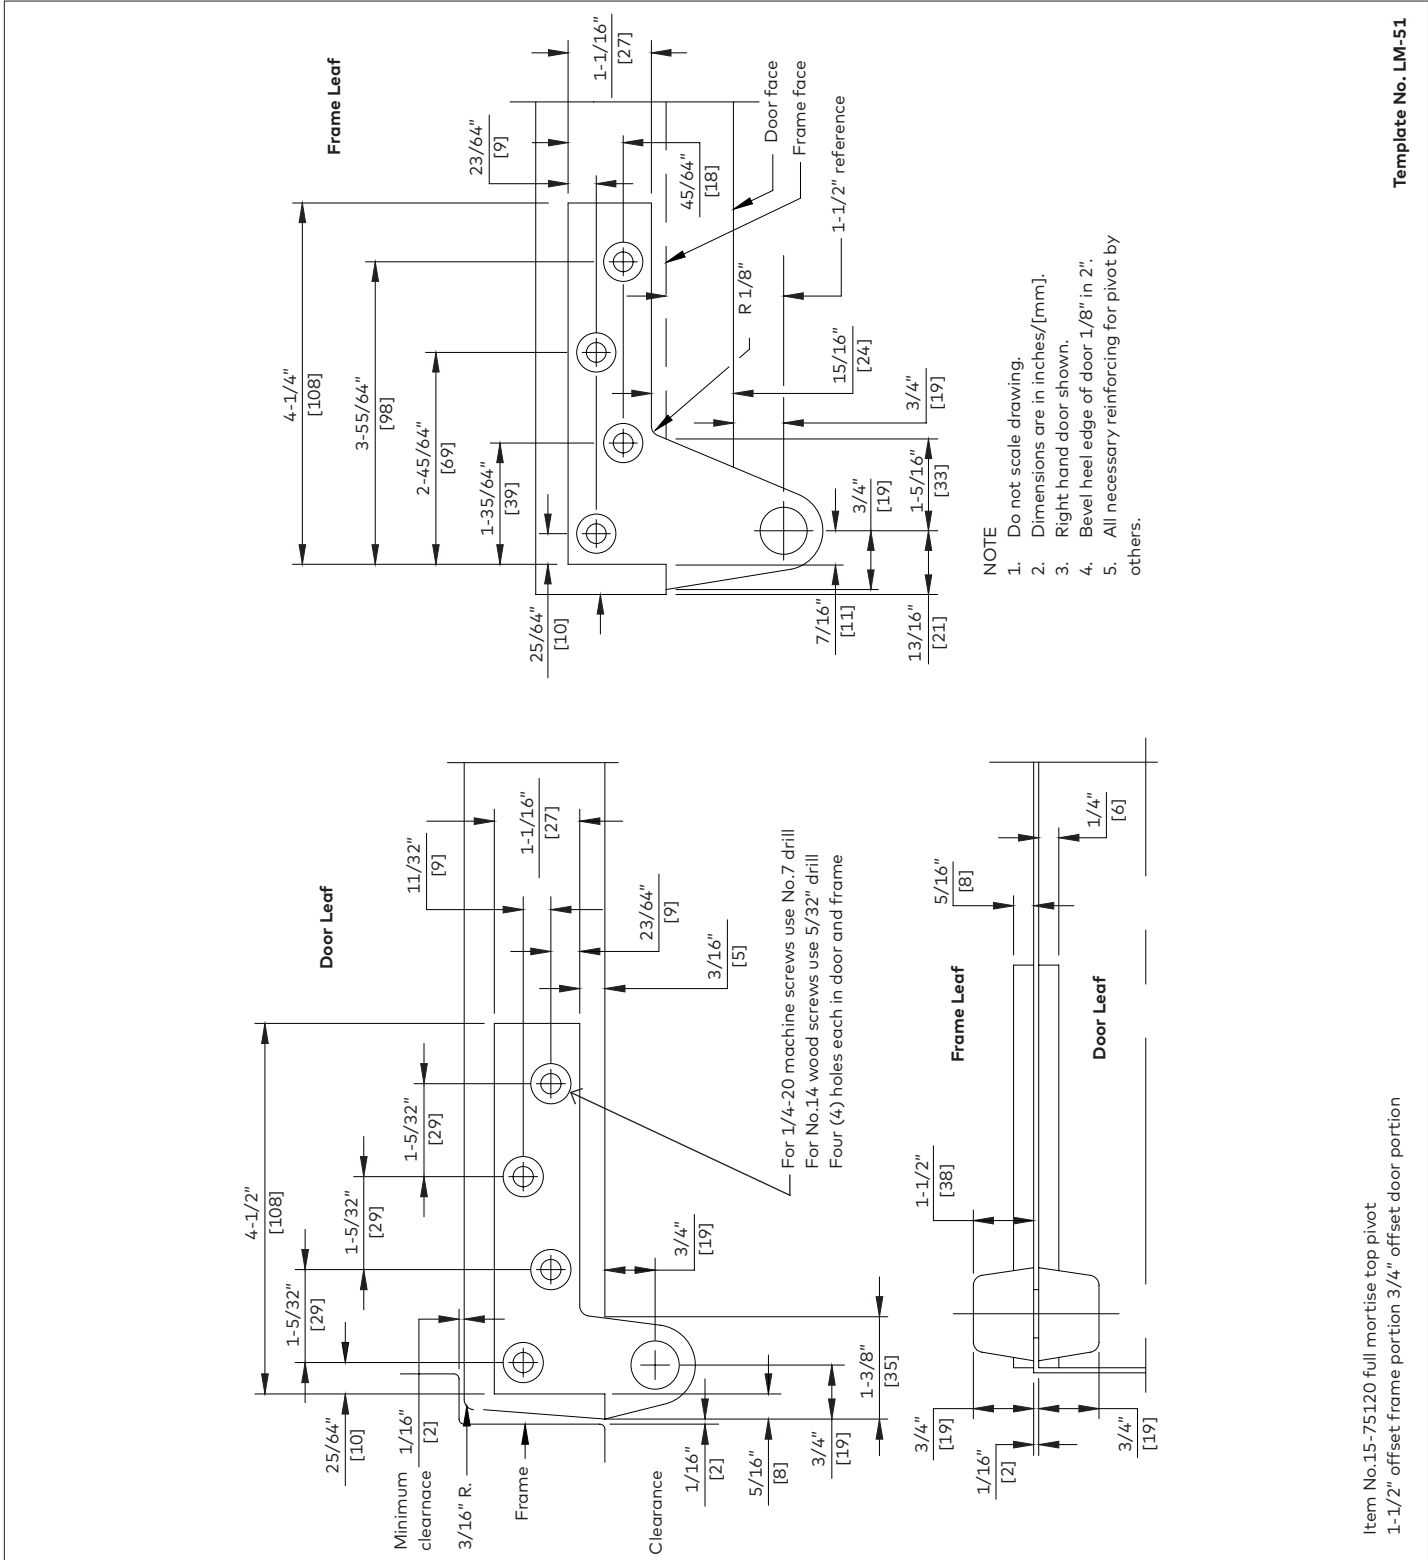 Door Leaf
4-1/2"
[108]
1-5/32"
[29]
1-5/32"
[29]
1-5/32"
[29]
25/64"
[10]
11/32"
[9]
1-1/16"
[27]
23/64"
[9]
3/16"
[5]
Minimum
clearnace
1/16"
[2]
3/16" R.
Frame
Clearance
1/16"
[2]
5/16"
[8]
3/4"
[19]
1-3/8"
[35]
3/4"
[19]
For 1/4-20 machine screws use No.7 drill
For No.14 wood screws use 5/32" drill
Four (4) holes each in door and frame
Frame Leaf
4-1/4"
[108]
3-55/64"
[98]
2-45/64"
[69]
1-35/64"
[39]
25/64"
[10]
23/64"
[9]
1-1/16"
[27]
45/64"
[18]
Door face
Frame face
1-1/2" reference
R 1/8"
15/16"
[24]
3/4"
[19]
1-5/16"
[33]
3/4"
[19]
7/16"
[11]
13/16"
[21]
NOTE
1. Do not scale drawing.
2. Dimensions are in inches/[mm].
3. Right hand door shown.
4. Bevel heel edge of door 1/8" in 2".
5. All necessary reinforcing for pivot by
others.
Frame Leaf
Door Leaf
1-1/2"
[38]
5/16"
[8]
1/4"
[6]
3/4"
[19]
1/16"
[2]
3/4"
[19]
Item No.15-75120 full mortise top pivot
1-1/2" offset frame portion 3/4" offset door portion
Template No. LM-51